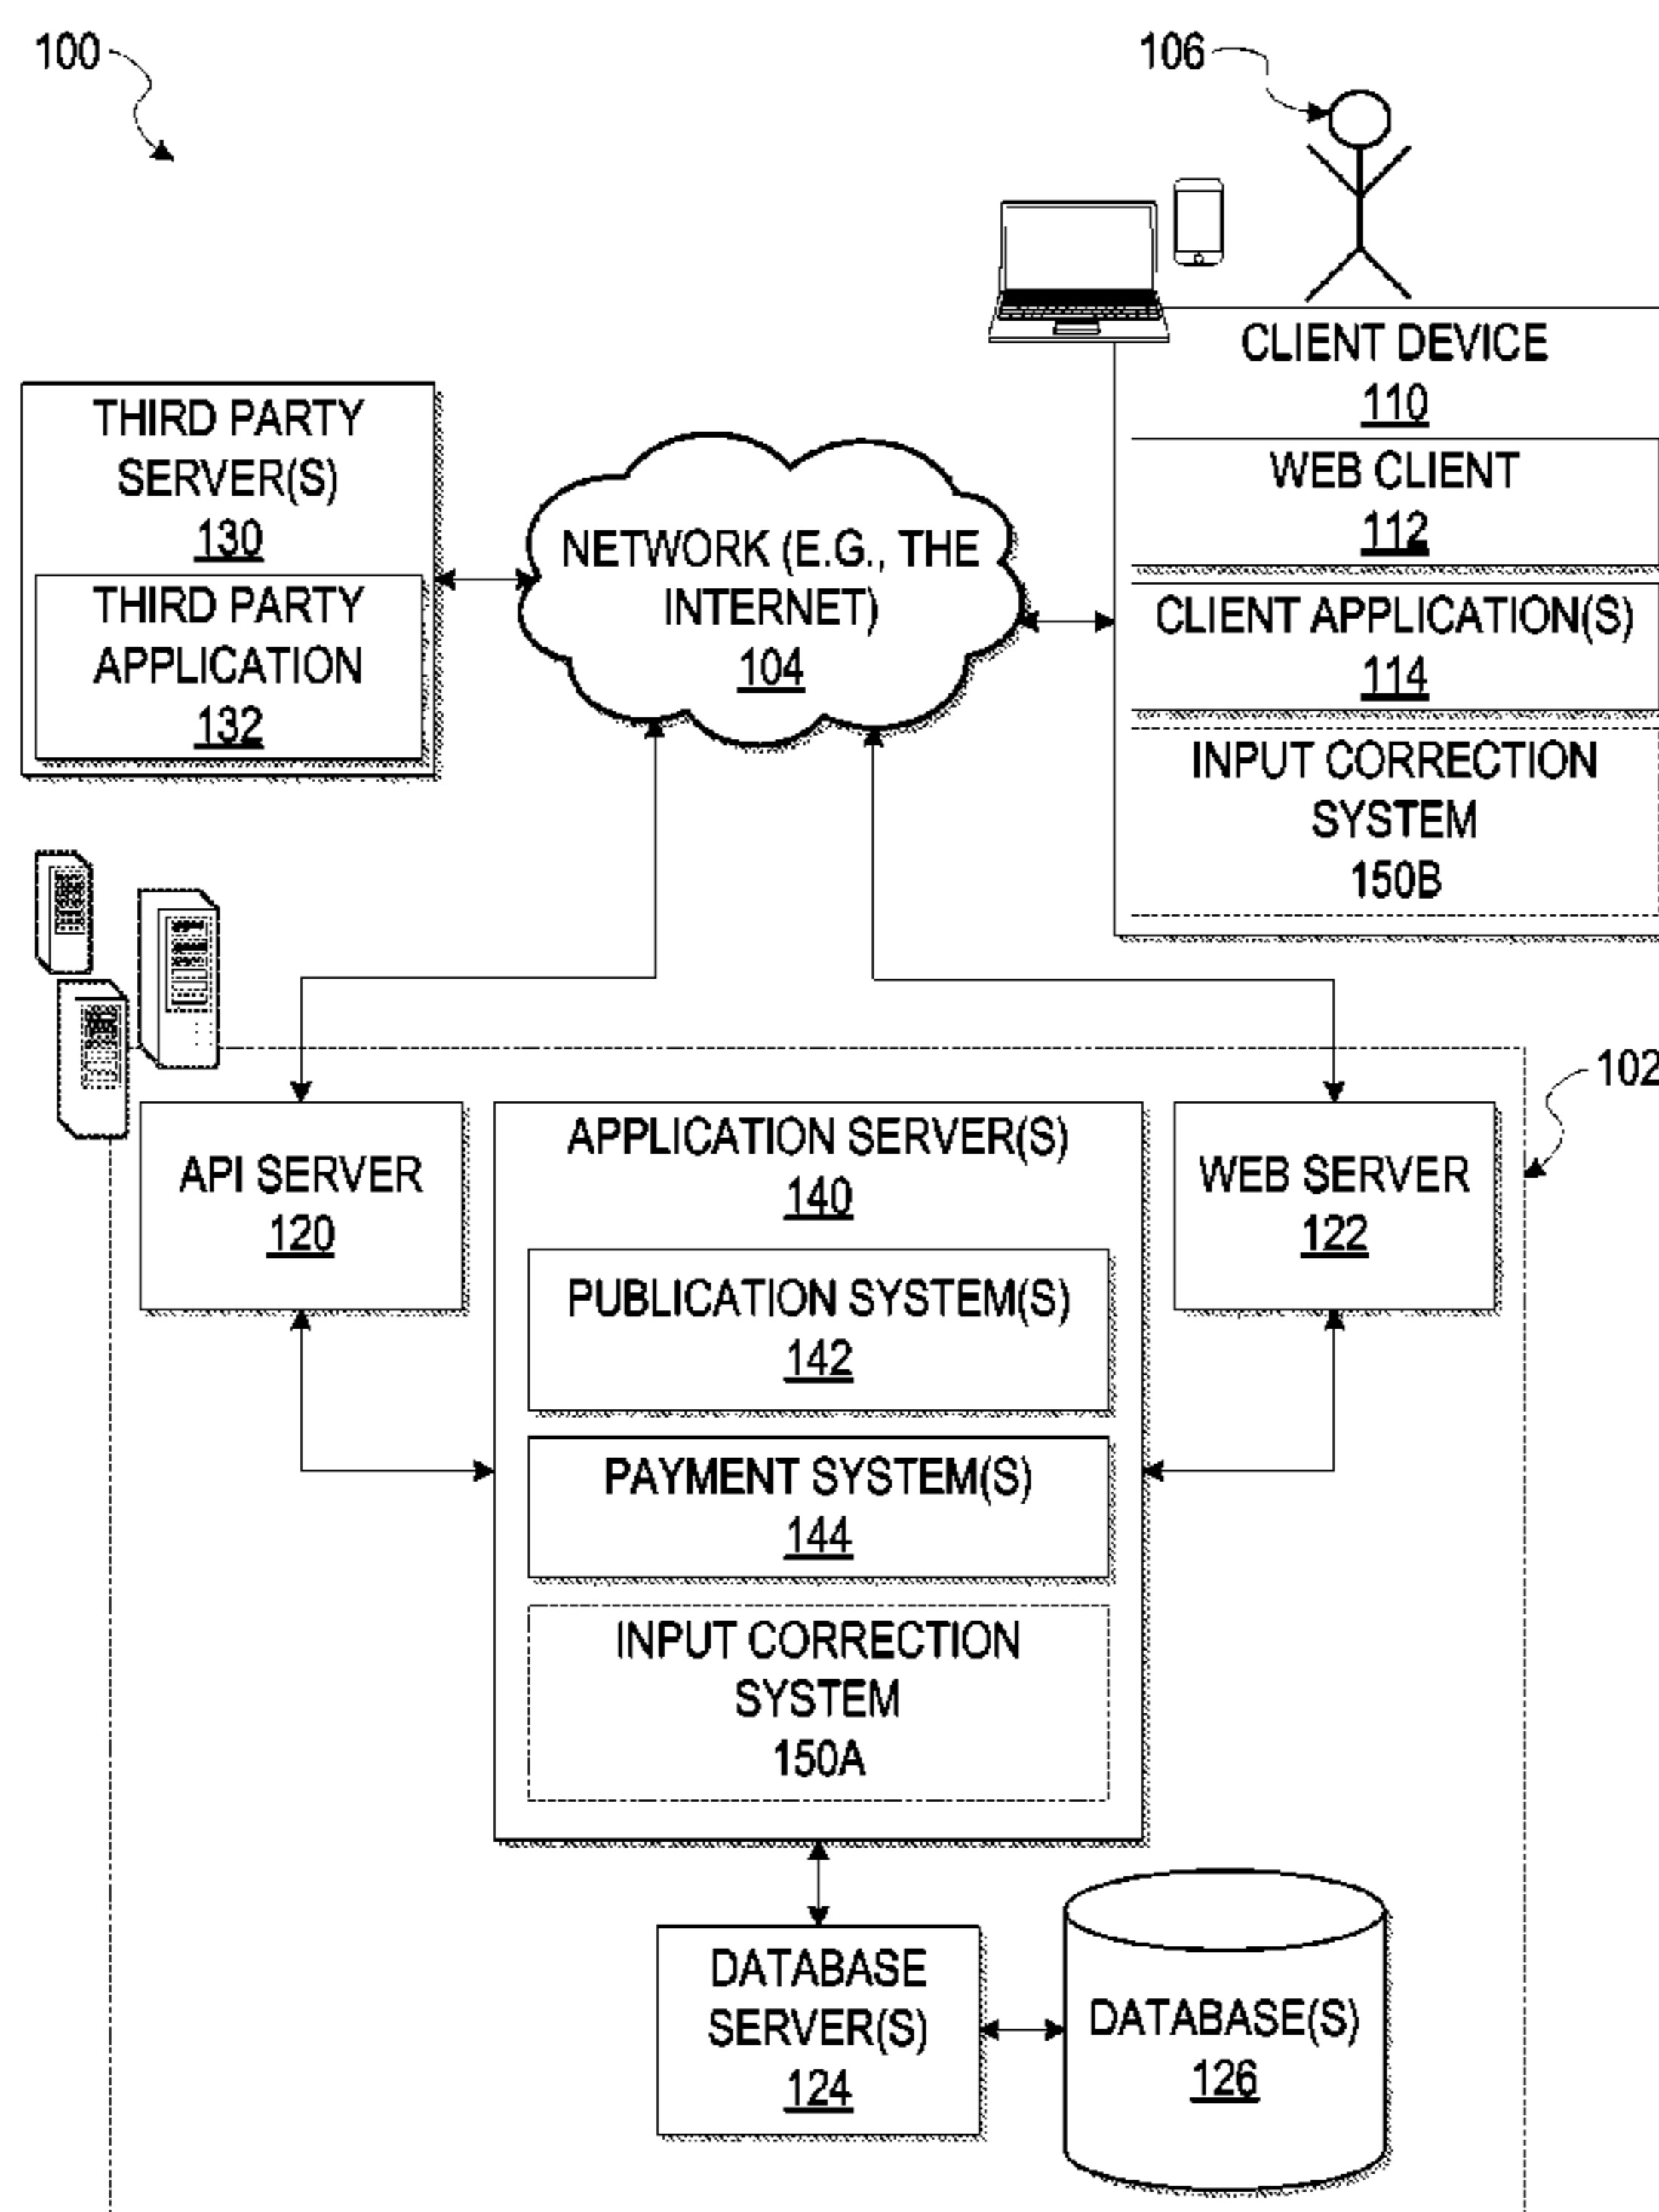 100
106
CLIENT DEVICE
110
WEB CLIENT
112
CLIENT APPLICATION(S)
114
INPUT CORRECTION
SYSTEM
150B
THIRD PARTY
SERVER(S)
130
THIRD PARTY
APPLICATION
132
NETWORK (E.G., THE
INTERNET)
104
102
API SERVER
120
APPLICATION SERVER(S)
140
PUBLICATION SYSTEM(S)
142
PAYMENT SYSTEM(S)
144
INPUT CORRECTION
SYSTEM
150A
WEB SERVER
122
DATABASE
SERVER(S)
124
DATABASE(S)
126